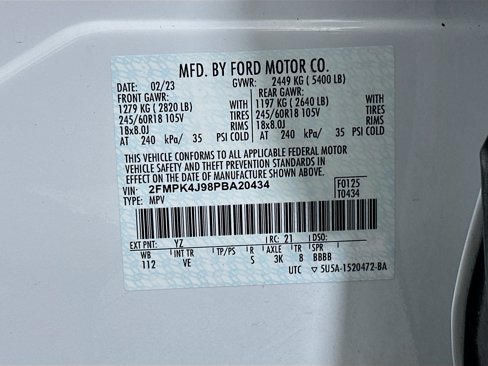 MFD. BY FORD MOTOR CO.
DATE: 02/23 GVWR: 2449 KG ( 5400 LB)
FRONT GAWR: REAR GAWR:
1279 KG ( 2820 LB) WITH 1197 KG ( 2640 LB) WITH
245/60R18 105V TIRES 245/60R18 105V TIRES
18x8.0J RIMS 18x8.0J RIMS
AT 240 kPa/ 35 PSI COLD AT 240 kPa/ 35 PSI COLD
THIS VEHICLE CONFORMS TO ALL APPLICABLE FEDERAL MOTOR
VEHICLE SAFETY AND THEFT PREVENTION STANDARDS IN
EFFECT ON THE DATE OF MANUFACTURE SHOWN ABOVE.
VIN: 2FMPK4J98PBA20434 F0125
TYPE: MPV T0434
EXT PNT: YZ RC: 21 DSO:
WB INT TR TP/PS R AXLE TR SPR
112 VE S 3K 8 BBBB
UTC ▽5U5A-1520472-BA